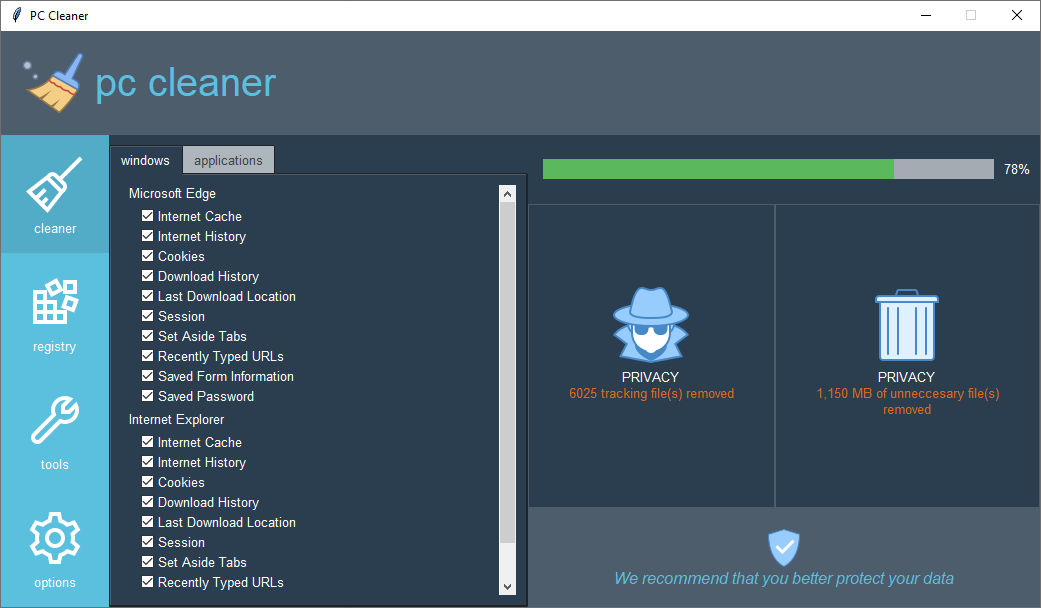 PC Cleaner
pc cleaner
cleaner
registry
tools
options
windows
applications
Microsoft Edge
Internet Cache
Internet History
Cookies
Download History
Last Download Location
Session
Set Aside Tabs
Recently Typed URLs
Saved Form Information
Saved Password
Internet Explorer
Internet Cache
Internet History
Cookies
Download History
Last Download Location
Session
Set Aside Tabs
Recently Typed URLs
78%
PRIVACY
6025 tracking file(s) removed
PRIVACY
1,150 MB of unneccesary file(s)
removed
We recommend that you better protect your data